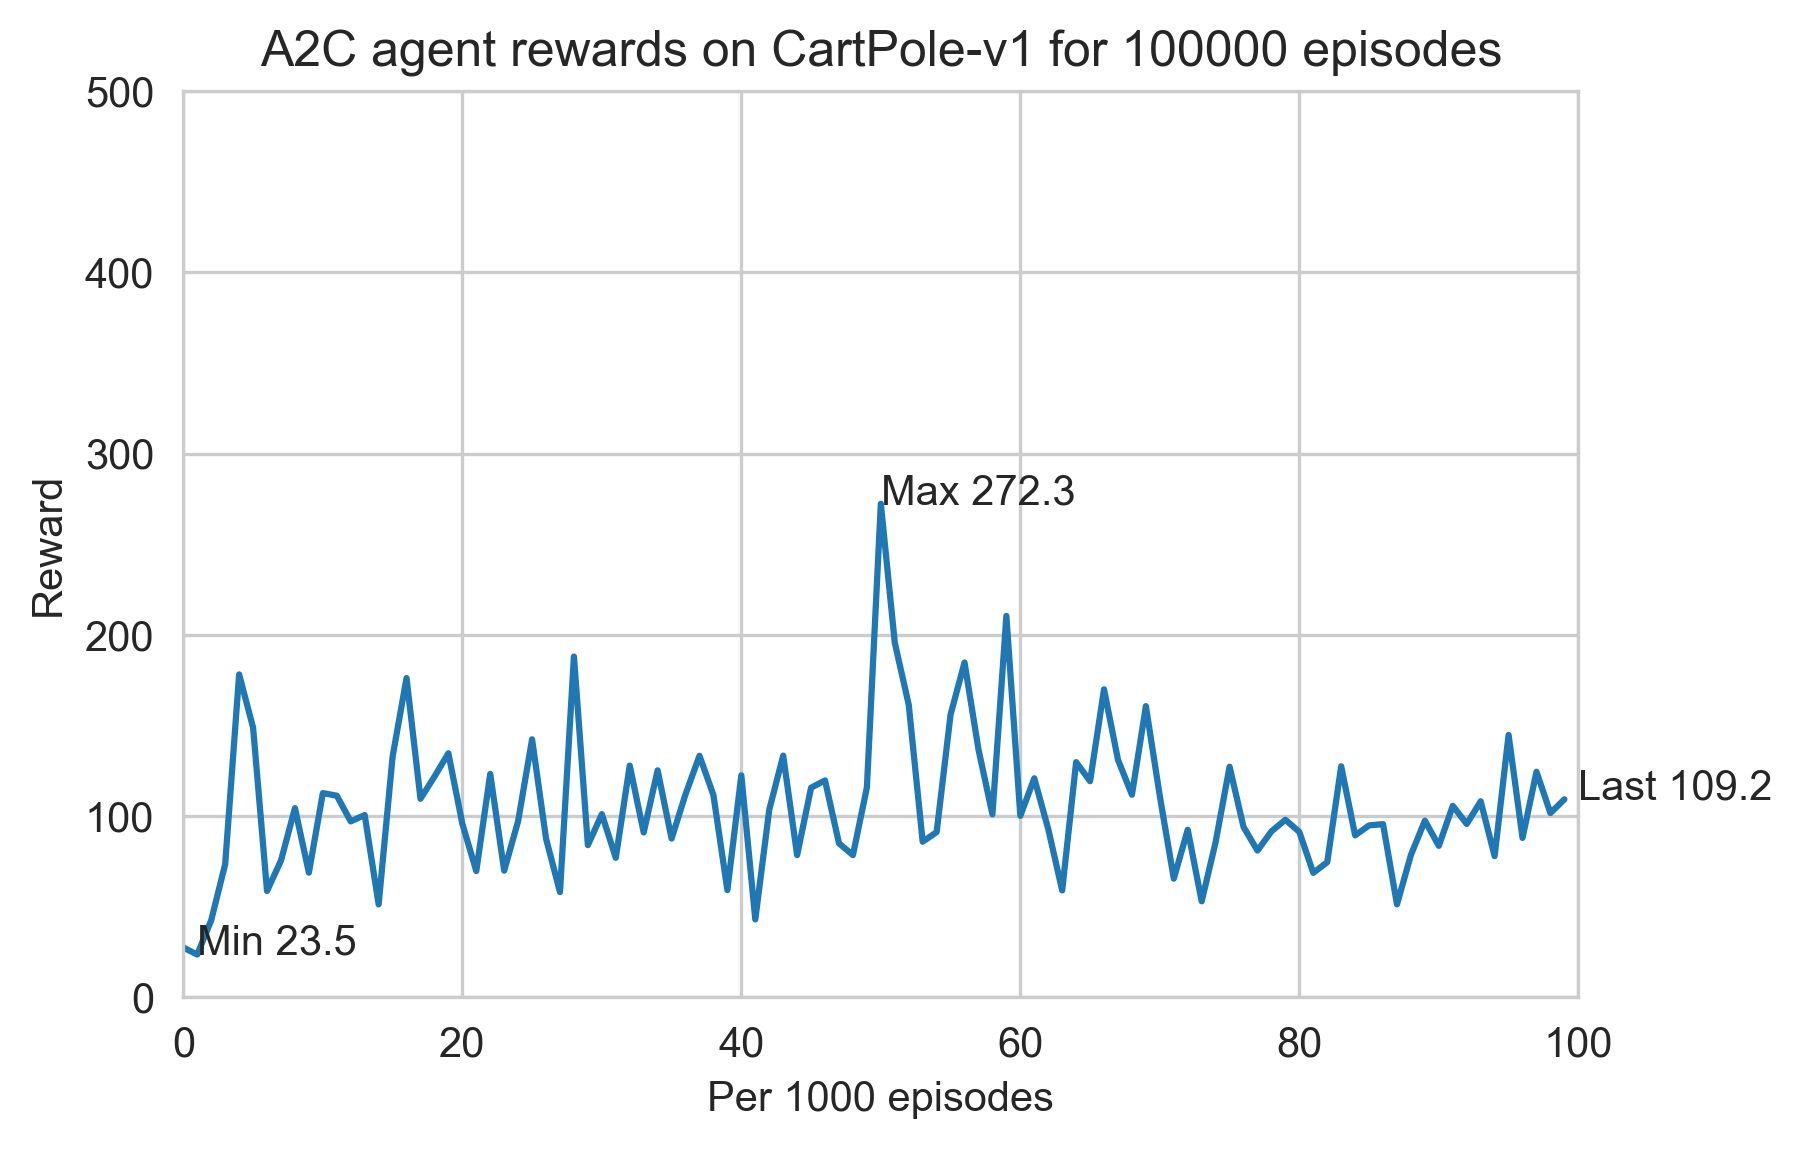 A2C agent rewards on CartPole-v1 for 100000 episodes
500
400
300
200
100
0
Reward
Max 272.3
Last 109.2
Min 23.5
0 20 40 60 80 100
Per 1000 episodes